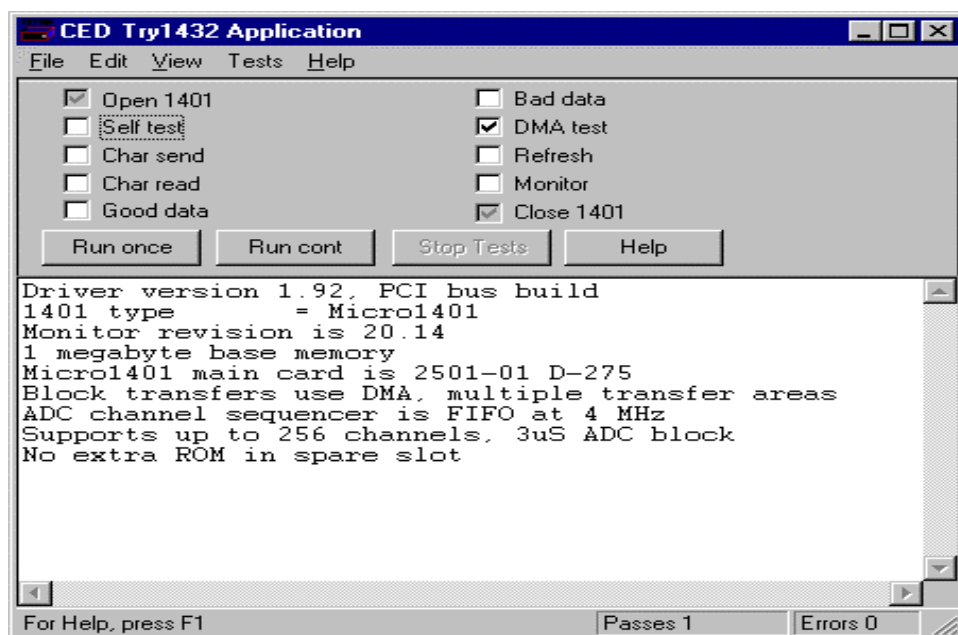 CED Try1432 Application
File Edit View Tests Help
Open 1401
Self test
Char send
Char read
Good data
Bad data
DMA test
Refresh
Monitor
Close 1401
Run once Run cont Stop Tests Help
Driver version 1.92, PCI bus build
1401 type = Micro1401
Monitor revision is 20.14
1 megabyte base memory
Micro1401 main card is 2501-01 D-275
Block transfers use DMA, multiple transfer areas
ADC channel sequencer is FIFO at 4 MHz
Supports up to 256 channels, 3uS ADC block
No extra ROM in spare slot
For Help, press F1 Passes 1 Errors 0